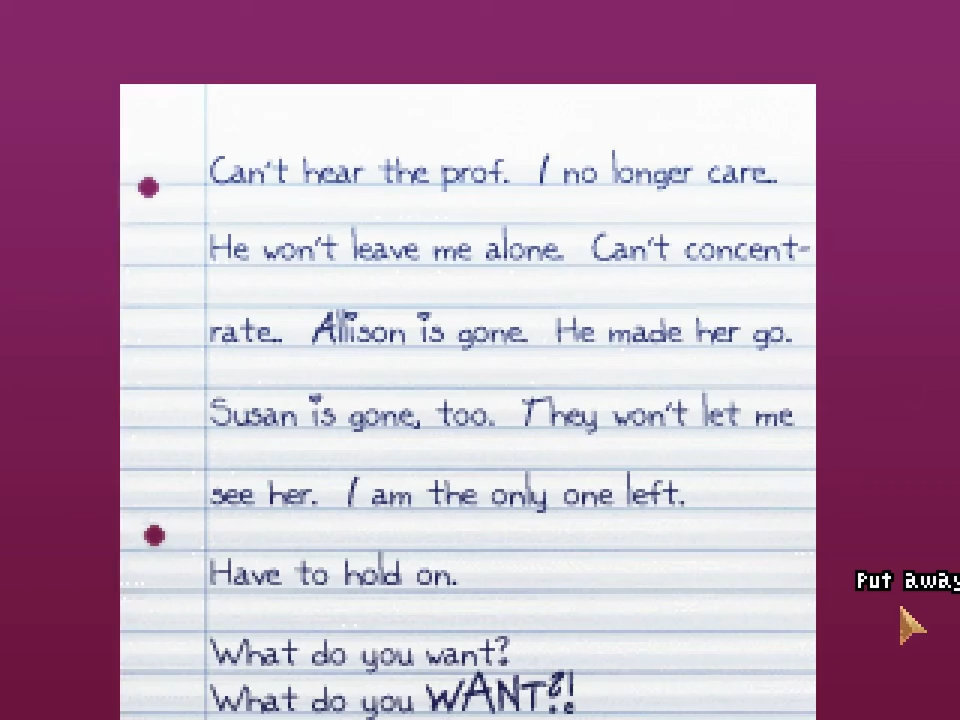 Can't hear the prof. I no longer care..
He won't leave me alone. Can't concent-
rate.. Allison is gone. He made her go.
Susan is gone, too. They won't let me
see her. I am the only one left.
Have to hold on.
Put away
What do you want?
What do you WANT?!